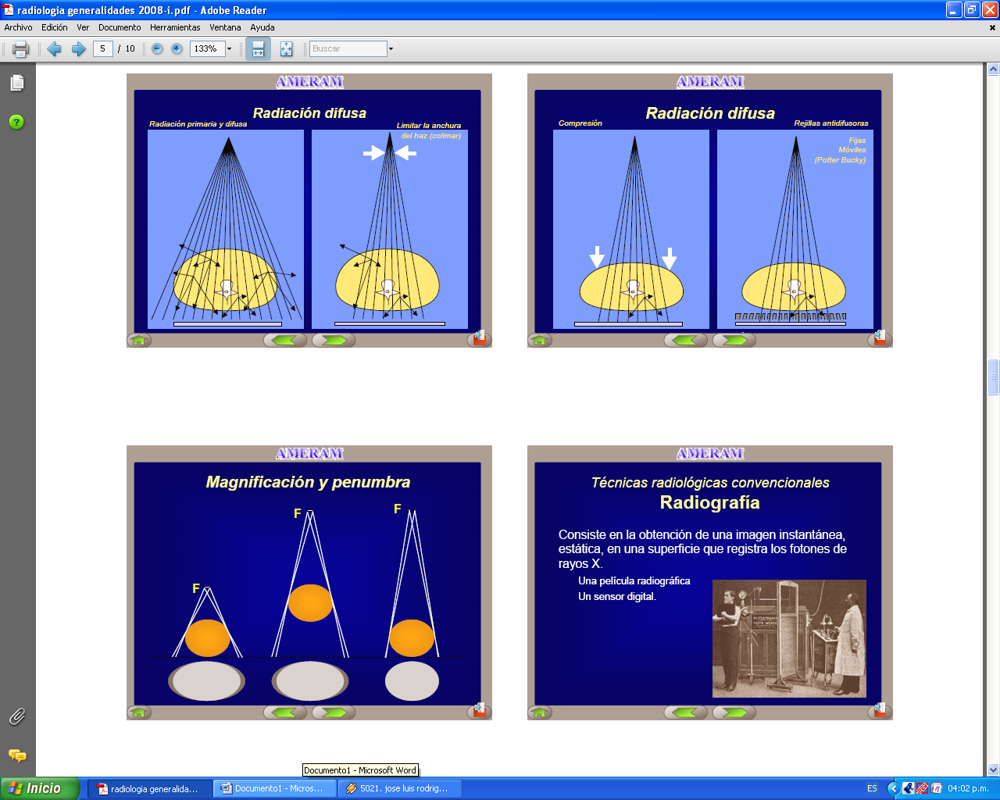 radiologia generalidades 2008-i.pdf - Adobe Reader
Archivo Edición Ver Documento Herramientas Ventana Ayuda
5 / 10 133% Buscar
AMERAM
Radiación difusa
Radiación primaria y difusa
Limitar la anchura
del haz (colimar)
AMERAM
Radiación difusa
Compresión
Rejillas antidifusoras
Fijas
Móviles
(Potter Bucky)
AMERAM
Magnificación y penumbra
F
F
F
AMERAM
Técnicas radiológicas convencionales
Radiografía
Consiste en la obtención de una imagen instantánea,
estática, en una superficie que registra los fotones de
rayos X.
Una película radiográfica
Un sensor digital.
Documento1 - Microsoft Word
Inicio
radiologia generalida...
Documento1 - Micros...
5021. jose luis rodrig...
ES
04:02 p.m.